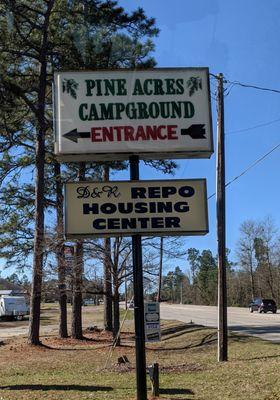 PINE ACRES
CAMPGROUND
ENTRANCE
D&R REPO
HOUSING
CENTER